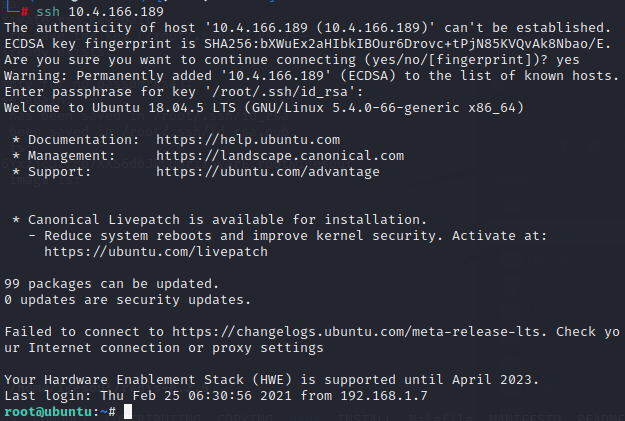 └─# ssh 10.4.166.189
The authenticity of host '10.4.166.189 (10.4.166.189)' can't be established.
ECDSA key fingerprint is SHA256:bXWuEx2aHIbkIBOur6Drovc+tPjN85KVQvAk8Nbao/E.
Are you sure you want to continue connecting (yes/no/[fingerprint])? yes
Warning: Permanently added '10.4.166.189' (ECDSA) to the list of known hosts.
Enter passphrase for key '/root/.ssh/id_rsa':
Welcome to Ubuntu 18.04.5 LTS (GNU/Linux 5.4.0-66-generic x86_64)
* Documentation: https://help.ubuntu.com
* Management: https://landscape.canonical.com
* Support: https://ubuntu.com/advantage
* Canonical Livepatch is available for installation.
- Reduce system reboots and improve kernel security. Activate at:
https://ubuntu.com/livepatch
99 packages can be updated.
0 updates are security updates.
Failed to connect to https://changelogs.ubuntu.com/meta-release-lts. Check yo
ur Internet connection or proxy settings
Your Hardware Enablement Stack (HWE) is supported until April 2023.
Last login: Thu Feb 25 06:30:56 2021 from 192.168.1.7
root@ubuntu:~#